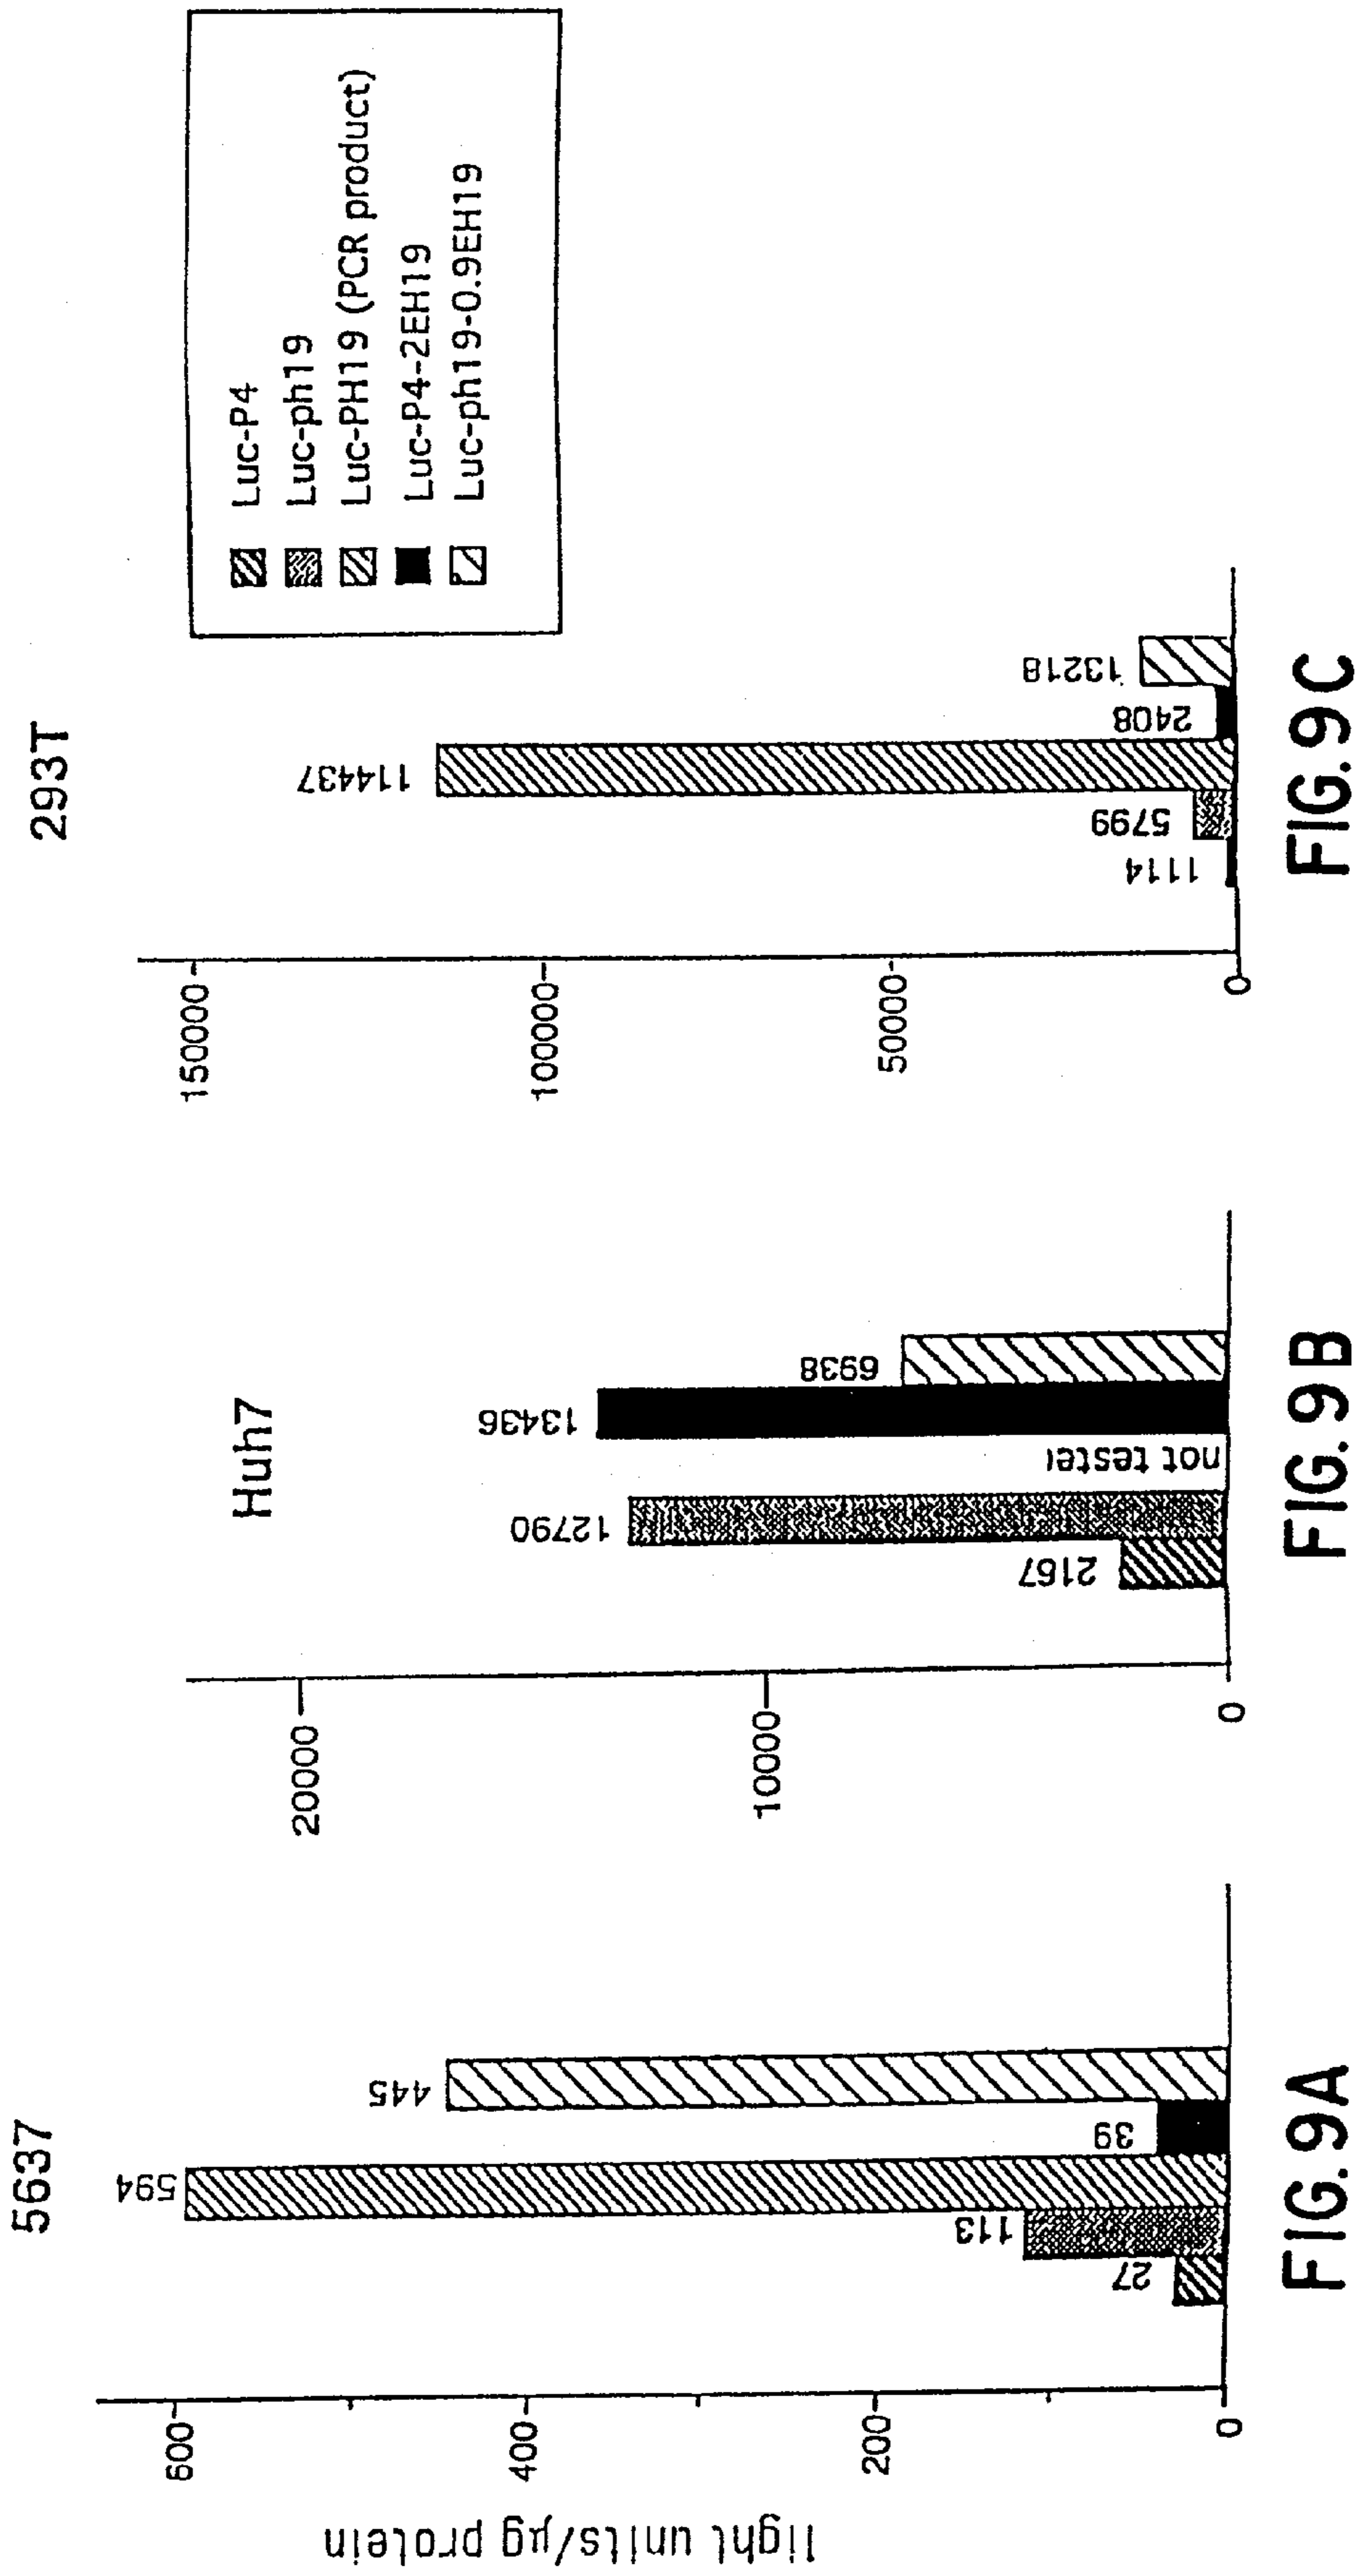 5637
light units/µg protein
600
400
200
0
27
113
594
39
445
FIG. 9A
Huh7
20000
10000
0
2167
12790
not teste
13436
6938
FIG. 9B
293T
150000
100000
50000
0
1114
5799
114437
2408
13218
FIG. 9C
Luc-P4
Luc-ph19
Luc-PH19 (PCR product)
Luc-P4-2EH19
Luc-ph19-0.9EH19